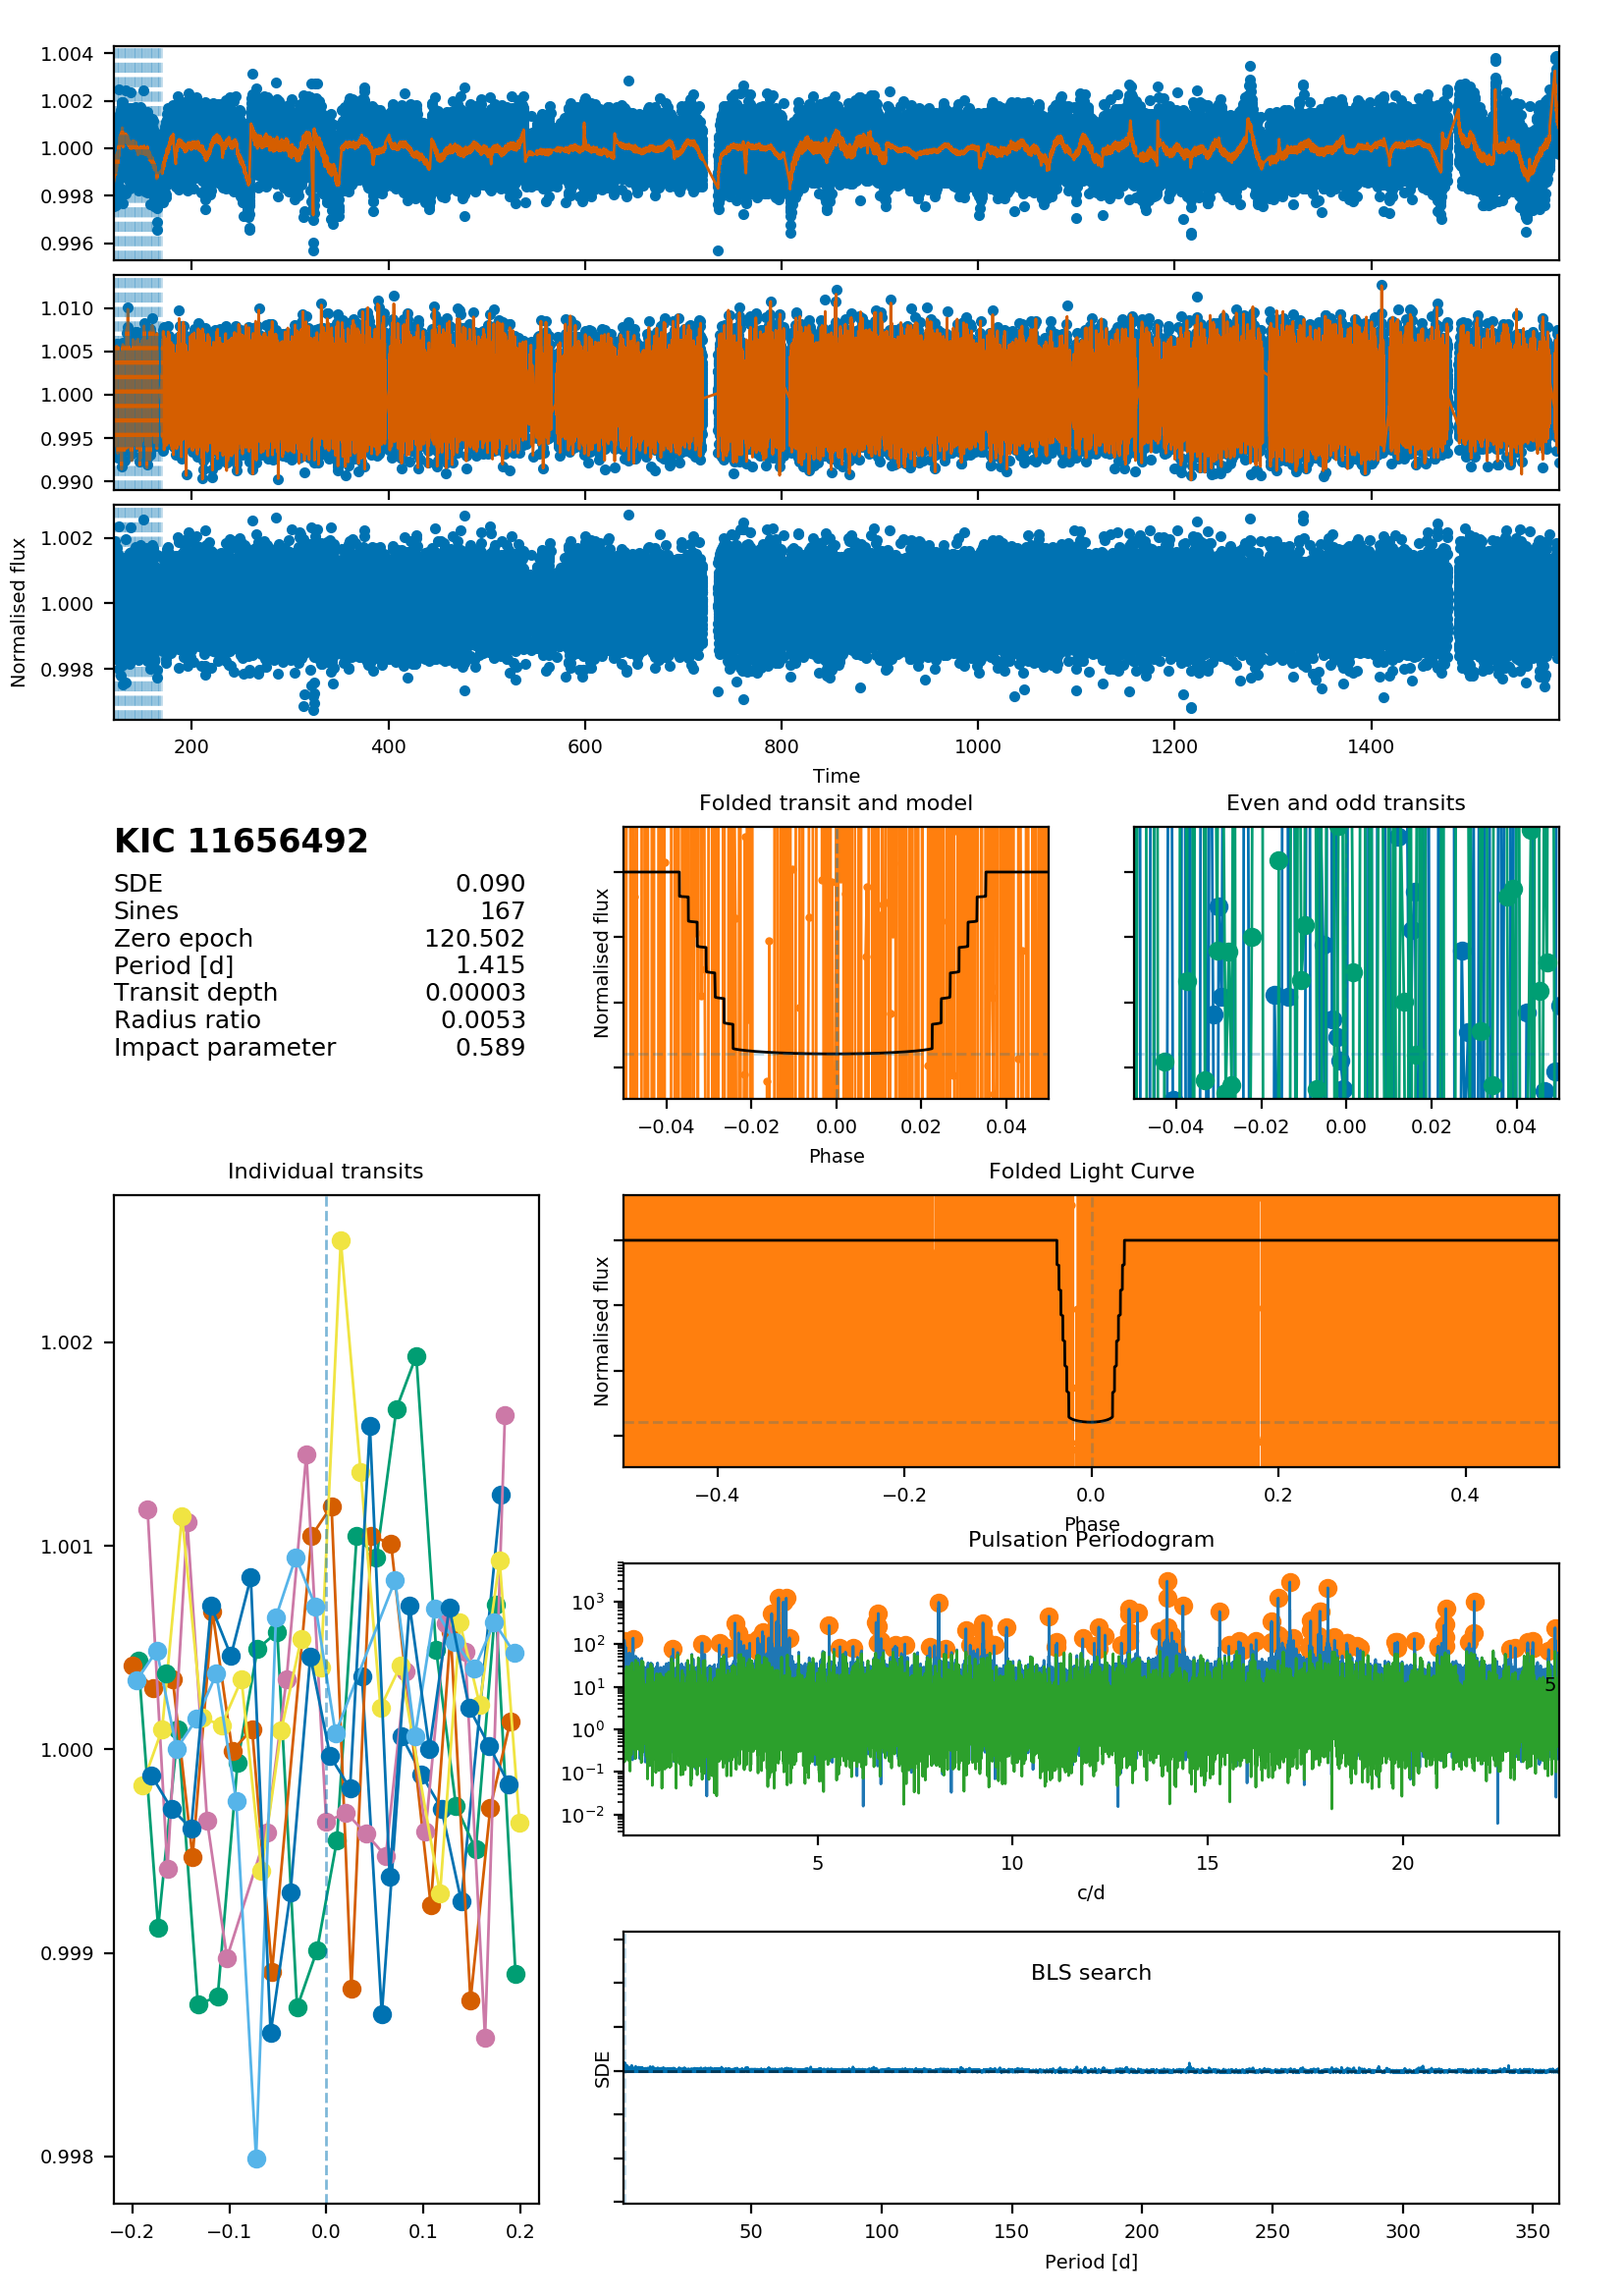 1.004
1.002
1.000
0.998
0.996
1.010
1.005
1.000
0.995
0.990
Normalised flux
1.002
1.000
0.998
200 400 600 800 1000 1200 1400
Time
KIC 11656492
SDE 0.090
Sines 167
Zero epoch 120.502
Period [d] 1.415
Transit depth 0.00003
Radius ratio 0.0053
Impact parameter 0.589
Folded transit and model
Normalised flux
−0.04 −0.02 0.00 0.02 0.04
Phase
Even and odd transits
−0.04 −0.02 0.00 0.02 0.04
Individual transits
1.002
1.001
1.000
0.999
0.998
−0.2 −0.1 0.0 0.1 0.2
Folded Light Curve
Normalised flux
−0.4 −0.2 0.0 0.2 0.4
Phase
Pulsation Periodogram
10³
10²
10¹
10⁰
10⁻¹
10⁻²
5
5 10 15 20
c/d
BLS search
SDE
50 100 150 200 250 300 350
Period [d]